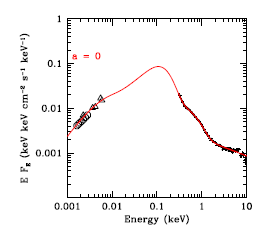 1
a = 0
0.1
0.01
0.001
E F_E (keV keV cm⁻² s⁻¹ keV⁻¹)
0.001 0.01 0.1 1 10
Energy (keV)